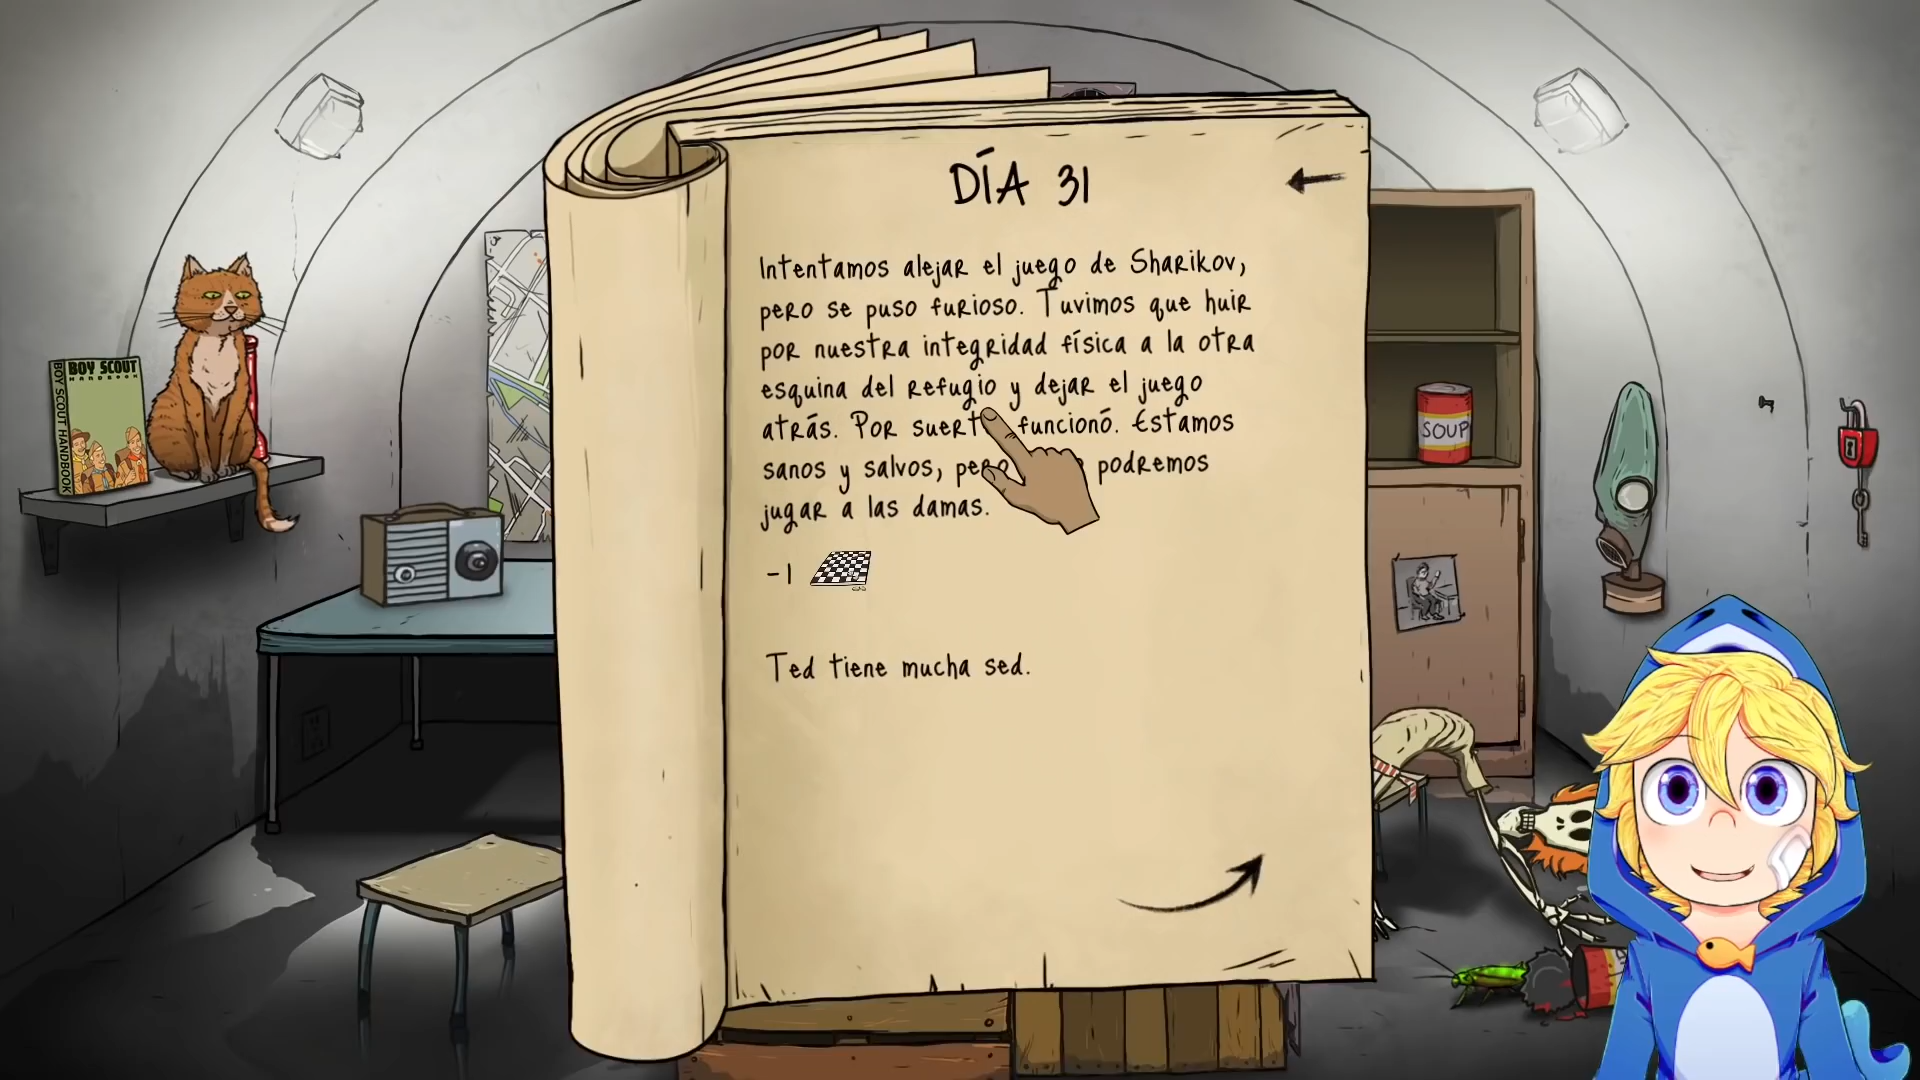 DÍA 31
Intentamos alejar el juego de Sharikov,
pero se puso furioso. Tuvimos que huir
por nuestra integridad física a la otra
esquina del refugio y dejar el juego
atrás. Por suert funcionó. Estamos
sanos y salvos, pero podremos
jugar a las damas.
-1
Ted tiene mucha sed.
BOY SCOUT
HANDBOOK
BOY SCOUT HANDBOOK
SOUP